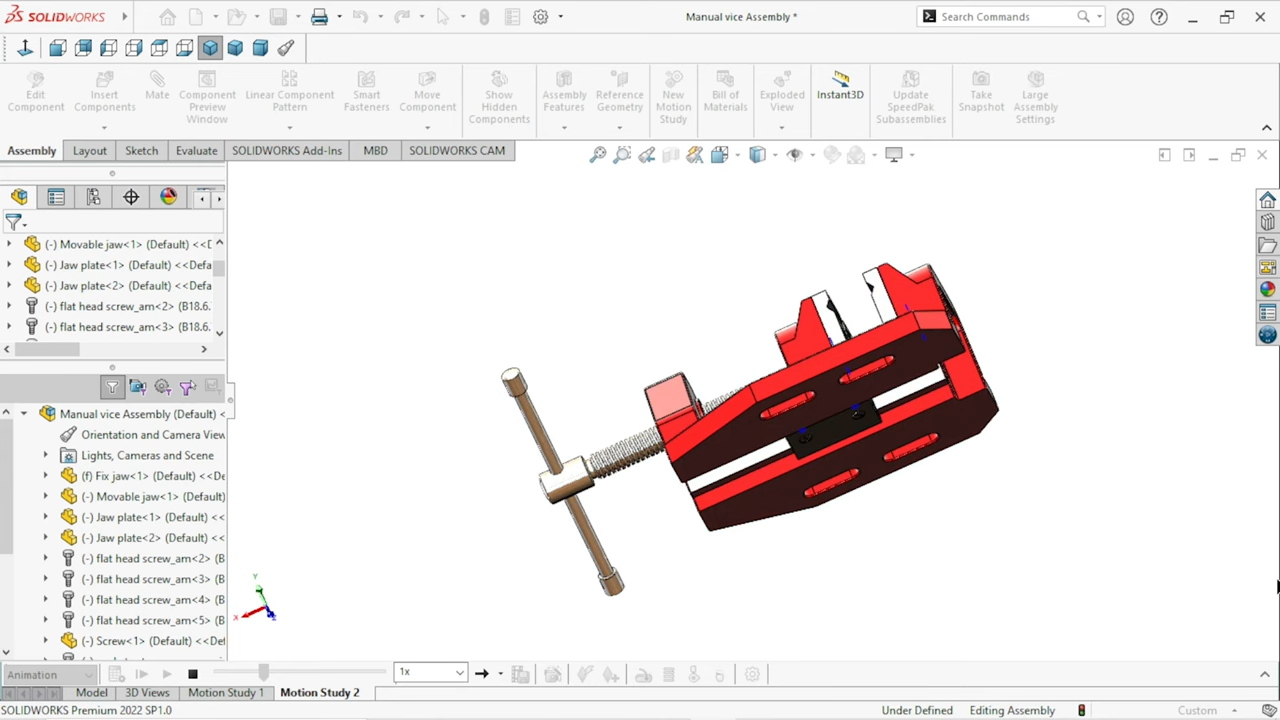 SOLIDWORKS
Manual vice Assembly *
Search Commands
Edit Component
Insert Components
Mate
Component Preview Window
Linear Component Pattern
Smart Fasteners
Move Component
Show Hidden Components
Assembly Features
Reference Geometry
New Motion Study
Bill of Materials
Exploded View
Instant3D
Update SpeedPak Subassemblies
Take Snapshot
Large Assembly Settings
Assembly
Layout
Sketch
Evaluate
SOLIDWORKS Add-Ins
MBD
SOLIDWORKS CAM
(-) Movable jaw<1> (Default) <<D
(-) Jaw plate<1> (Default) <<Defa
(-) Jaw plate<2> (Default) <<Defa
(-) flat head screw_am<2> (B18.6.
(-) flat head screw_am<3> (B18.6.
Manual vice Assembly (Default) <
Orientation and Camera View
Lights, Cameras and Scene
(f) Fix jaw<1> (Default) <<Def
(-) Movable jaw<1> (Default)
(-) Jaw plate<1> (Default) <<
(-) Jaw plate<2> (Default) <<
(-) flat head screw_am<2> (B
(-) flat head screw_am<3> (B
(-) flat head screw_am<4> (B
(-) flat head screw_am<5> (B
(-) Screw<1> (Default) <<Def
Y
X
Z
Animation
1x
Model
3D Views
Motion Study 1
Motion Study 2
SOLIDWORKS Premium 2022 SP1.0
Under Defined
Editing Assembly
Custom